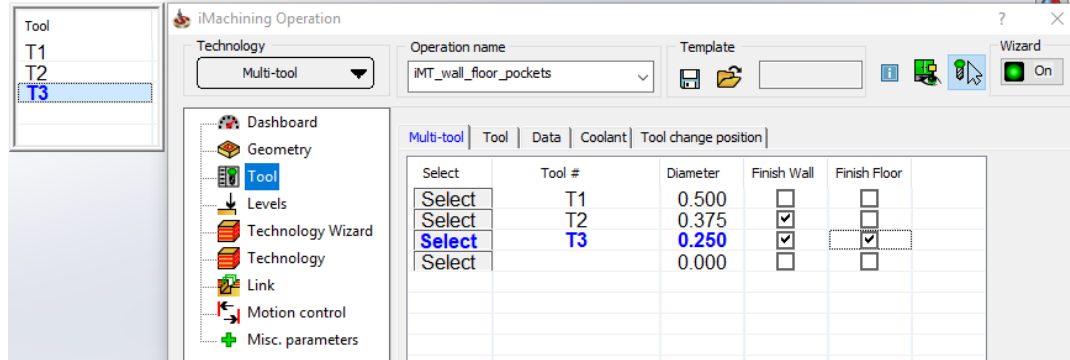 Tool
T1
T2
T3
iMachining Operation
?
Technology
Multi-tool
Operation name
iMT_wall_floor_pockets
Template
Wizard
On
Dashboard
Geometry
Tool
Levels
Technology Wizard
Technology
Link
Motion control
Misc. parameters
Multi-tool Tool Data Coolant Tool change position
Select Tool # Diameter Finish Wall Finish Floor
Select T1 0.500
Select T2 0.375
Select T3 0.250
Select 0.000